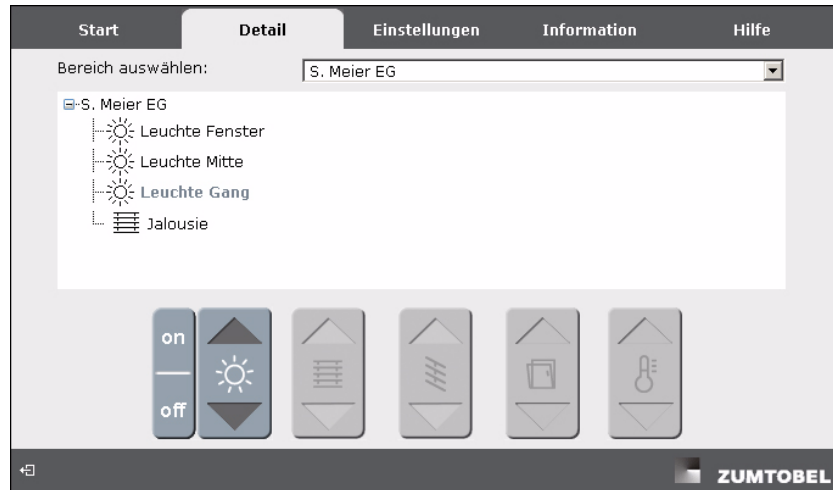 Start Detail Einstellungen Information Hilfe
Bereich auswählen: S. Meier EG
S. Meier EG
Leuchte Fenster
Leuchte Mitte
Leuchte Gang
Jalousie
on
off
ZUMTOBEL